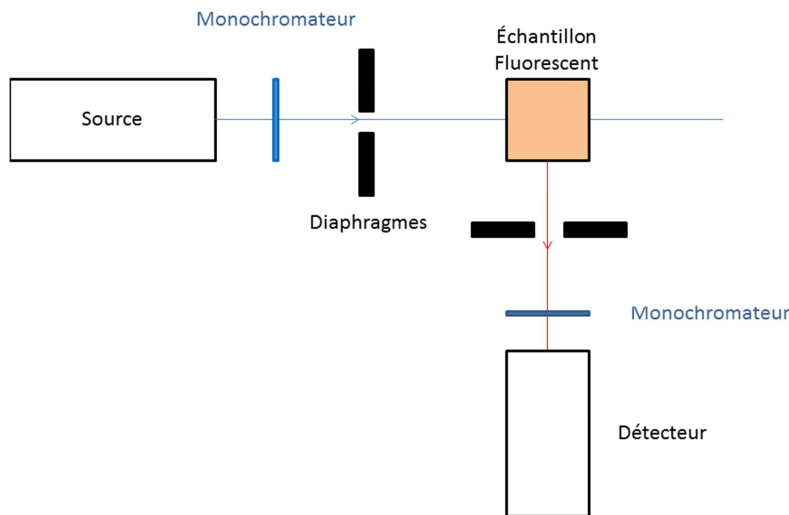 Monochromateur
Échantillon
Fluorescent
Source
Diaphragmes
Monochromateur
Détecteur